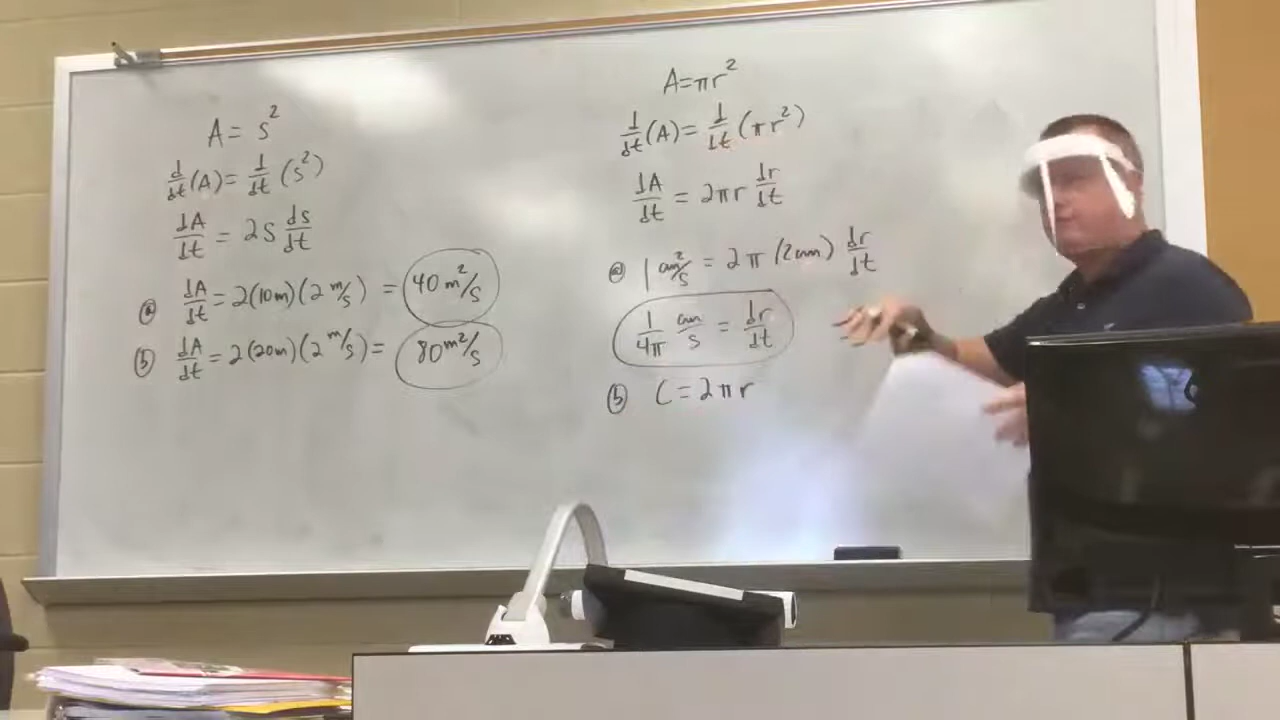 A = s²
d/dt (A) = d/dt (s²)
dA/dt = 2s ds/dt
ⓐ dA/dt = 2(10m)(2 m/s) = 40 m²/s
ⓑ dA/dt = 2(20m)(2 m/s) = 80 m²/s
A = πr²
d/dt (A) = d/dt (πr²)
dA/dt = 2πr dr/dt
ⓐ 1 cm²/s = 2π (2cm) dr/dt
1/4π cm/s = dr/dt
ⓑ C = 2πr